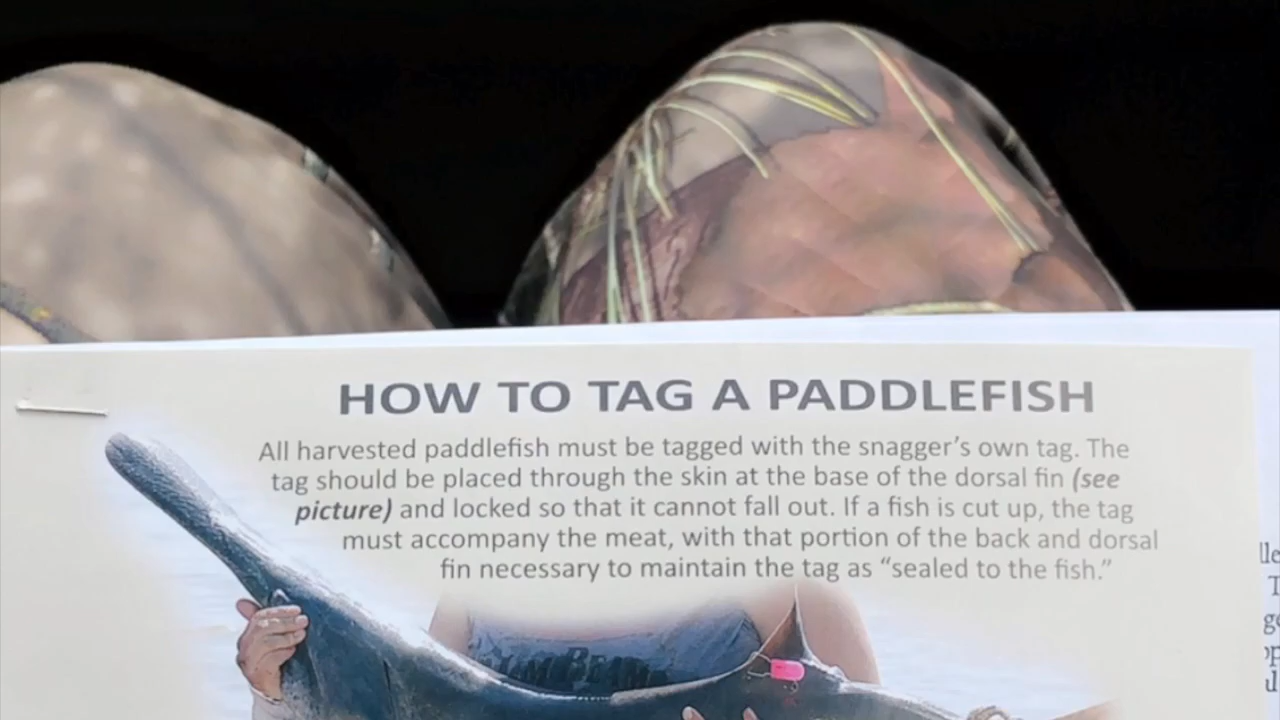 HOW TO TAG A PADDLEFISH
All harvested paddlefish must be tagged with the snagger's own tag. The
tag should be placed through the skin at the base of the dorsal fin (see
picture) and locked so that it cannot fall out. If a fish is cut up, the tag
must accompany the meat, with that portion of the back and dorsal
fin necessary to maintain the tag as “sealed to the fish.”